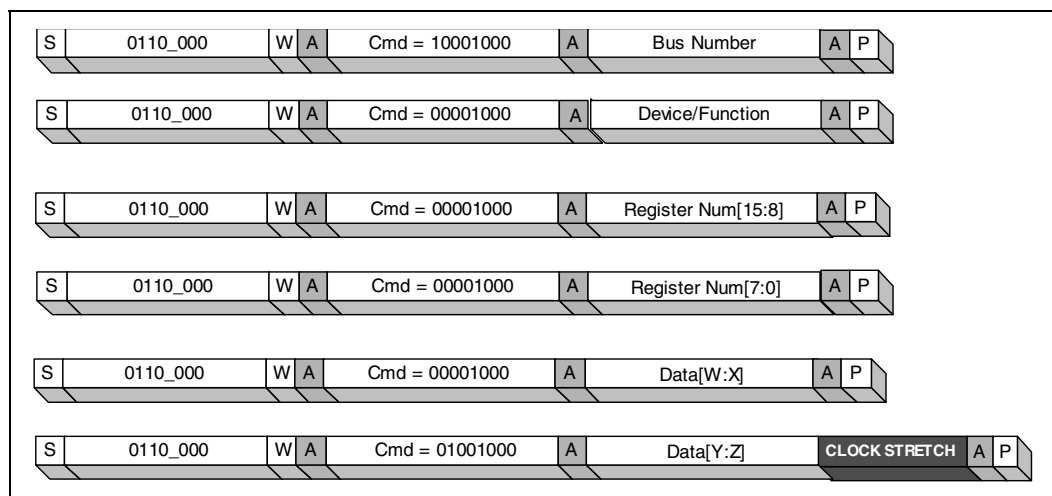 S 0110_000 W A Cmd = 10001000 A Bus Number A P
S 0110_000 W A Cmd = 00001000 A Device/Function A P
S 0110_000 W A Cmd = 00001000 A Register Num[15:8] A P
S 0110_000 W A Cmd = 00001000 A Register Num[7:0] A P
S 0110_000 W A Cmd = 00001000 A Data[W:X] A P
S 0110_000 W A Cmd = 01001000 A Data[Y:Z] CLOCK STRETCH A P